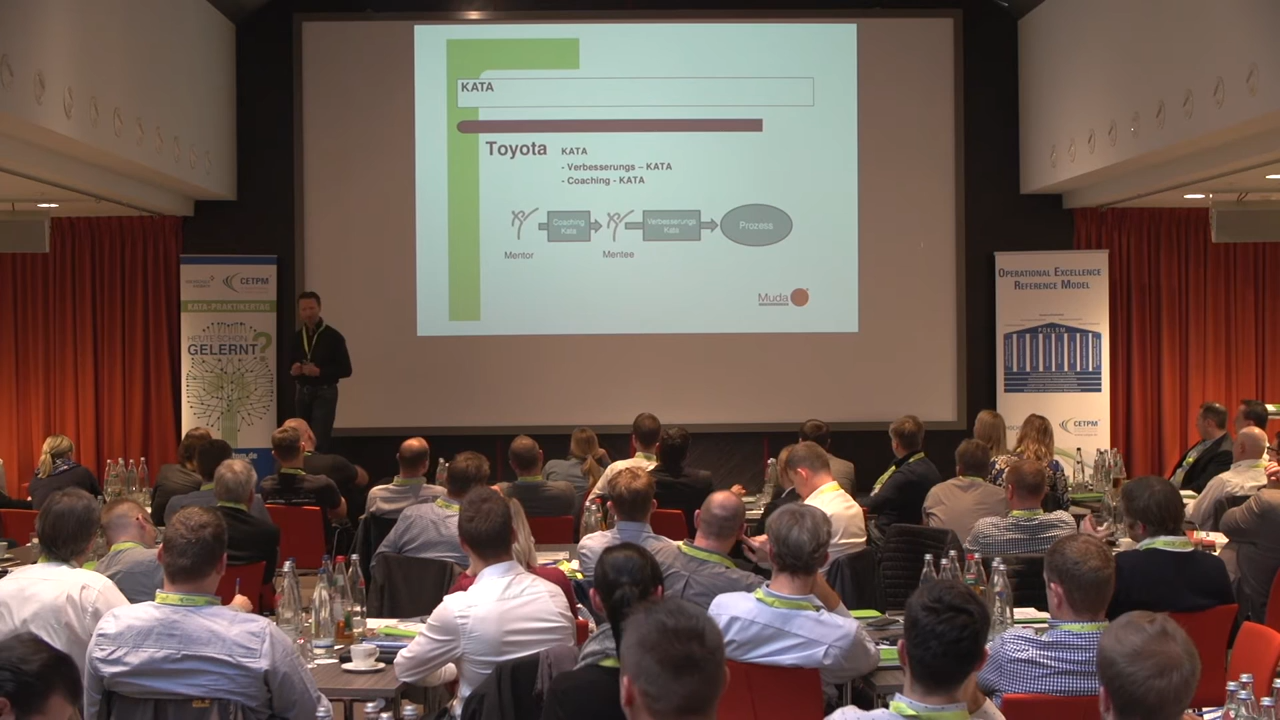 KATA
Toyota KATA
- Verbesserungs – KATA
- Coaching - KATA
Coaching
Kata
Verbesserungs
Kata
Prozess
Mentor
Mentee
Muda
CETPM
KATA-PRAKTIKERTAG
HEUTE SCHON
GELERNT?
OPERATIONAL EXCELLENCE
REFERENCE MODEL
POXLUM
CETPM